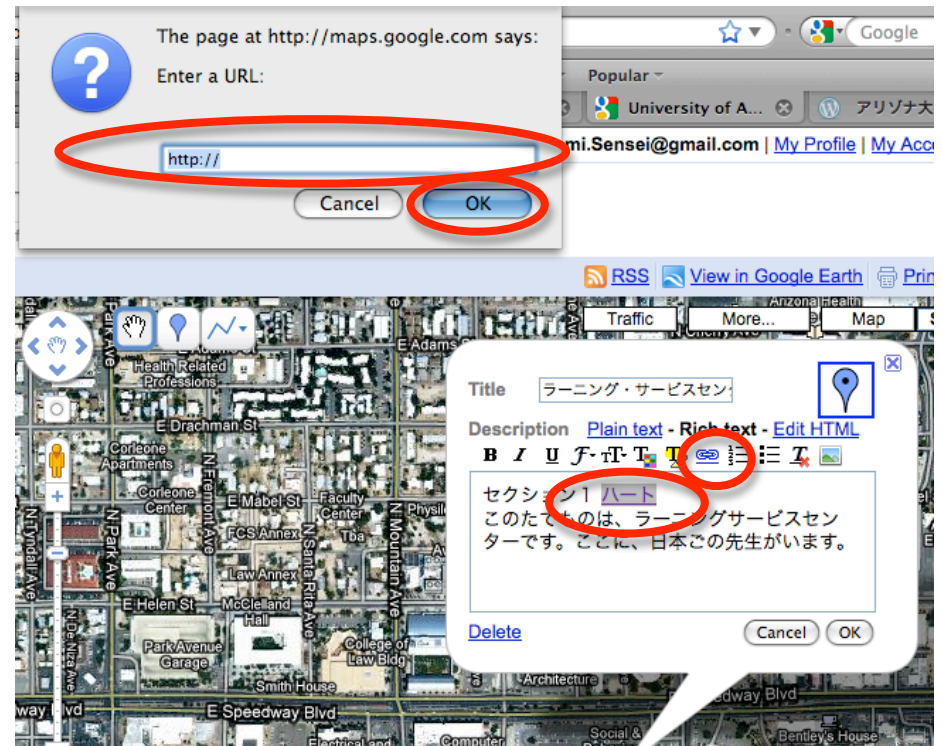 The page at http://maps.google.com says:
Enter a URL:
http://
Cancel
OK
Google
Popular
University of A...
アリゾナ大
mi.Sensei@gmail.com | My Profile | My Acco
RSS
View in Google Earth
Prin
Traffic
More...
Map
Arizona Health
E Adams St
Health Related
Professions
E Drachman St
Corleone
Apartments
Corleone
Center
E Mabel St
Faculty
Center
FCS Annex
Tba
Law Annex
E Helen St
McClelland
Hall
Park Avenue
Garage
College of
Law Bldg
Smith House
E Speedway Blvd
N Tyndall Ave
N Park Ave
N Fremont Ave
N Santa Rita Ave
N Mountain Ave
Architecture
Computer
Electrical and
Social &
Bentley's House
Title
ラーニング・サービスセン
Description Plain text - Rich text - Edit HTML
B I U
セクション1 ハート
このたてものは、ラーニングサービスセン
ターです。ここに、日本ごの先生がいます。
Delete
Cancel
OK